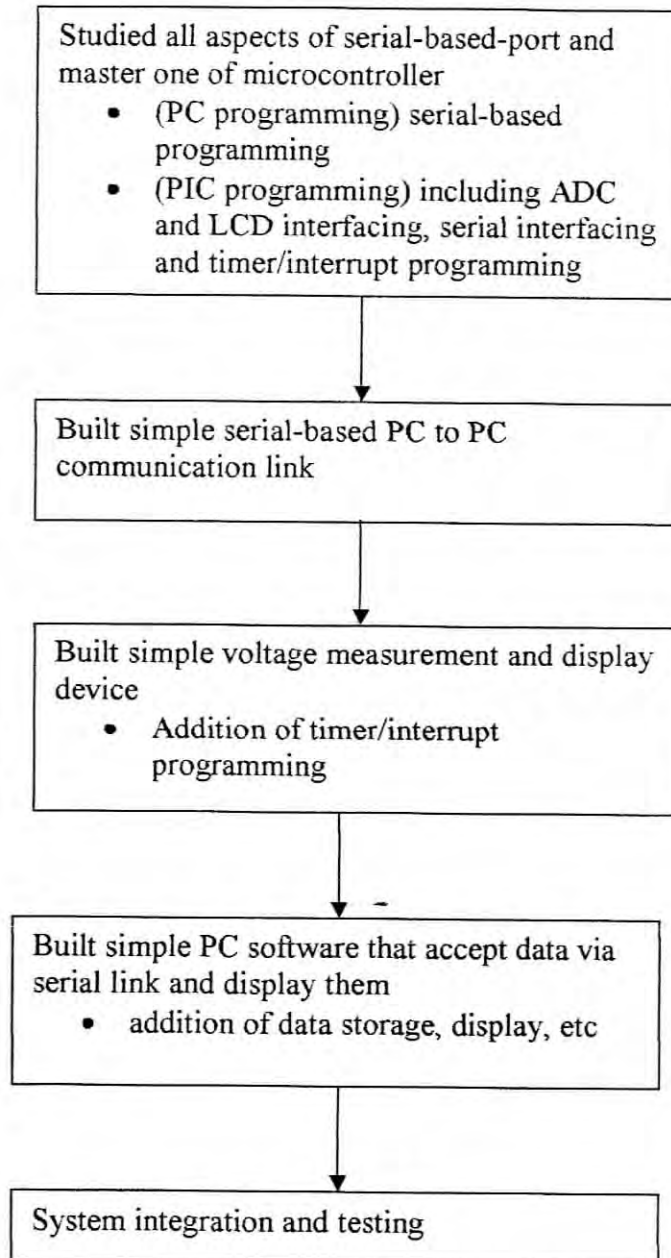 Studied all aspects of serial-based-port and
master one of microcontroller
• (PC programming) serial-based
programming
• (PIC programming) including ADC
and LCD interfacing, serial interfacing
and timer/interrupt programming
Built simple serial-based PC to PC
communication link
Built simple voltage measurement and display
device
• Addition of timer/interrupt
programming
Built simple PC software that accept data via
serial link and display them
• addition of data storage, display, etc
System integration and testing